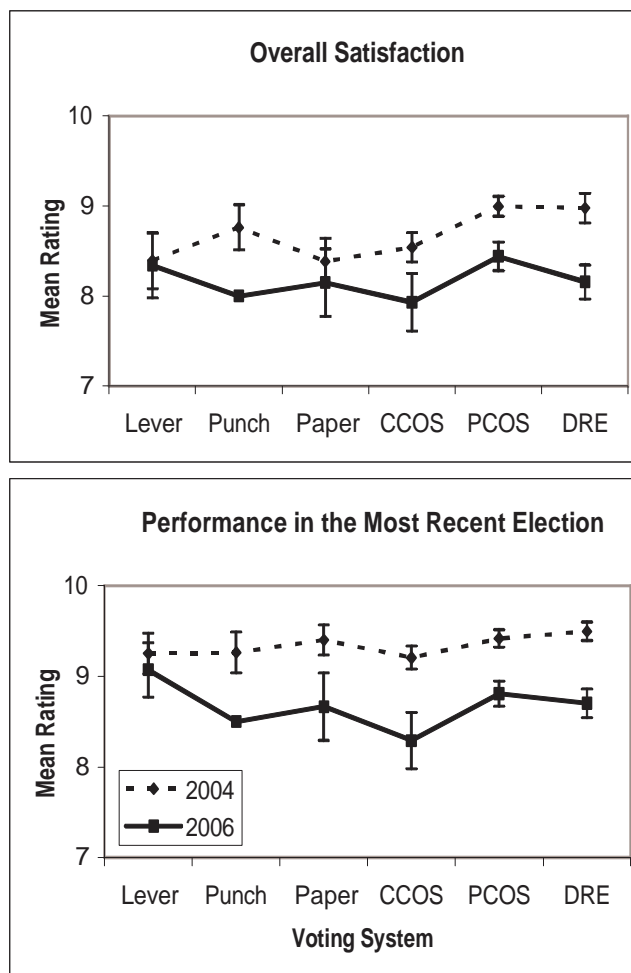 Overall Satisfaction
10
9
8
7
Mean Rating
Lever Punch Paper CCOS PCOS DRE
Performance in the Most Recent Election
10
9
8
7
Mean Rating
2004
2006
Lever Punch Paper CCOS PCOS DRE
Voting System